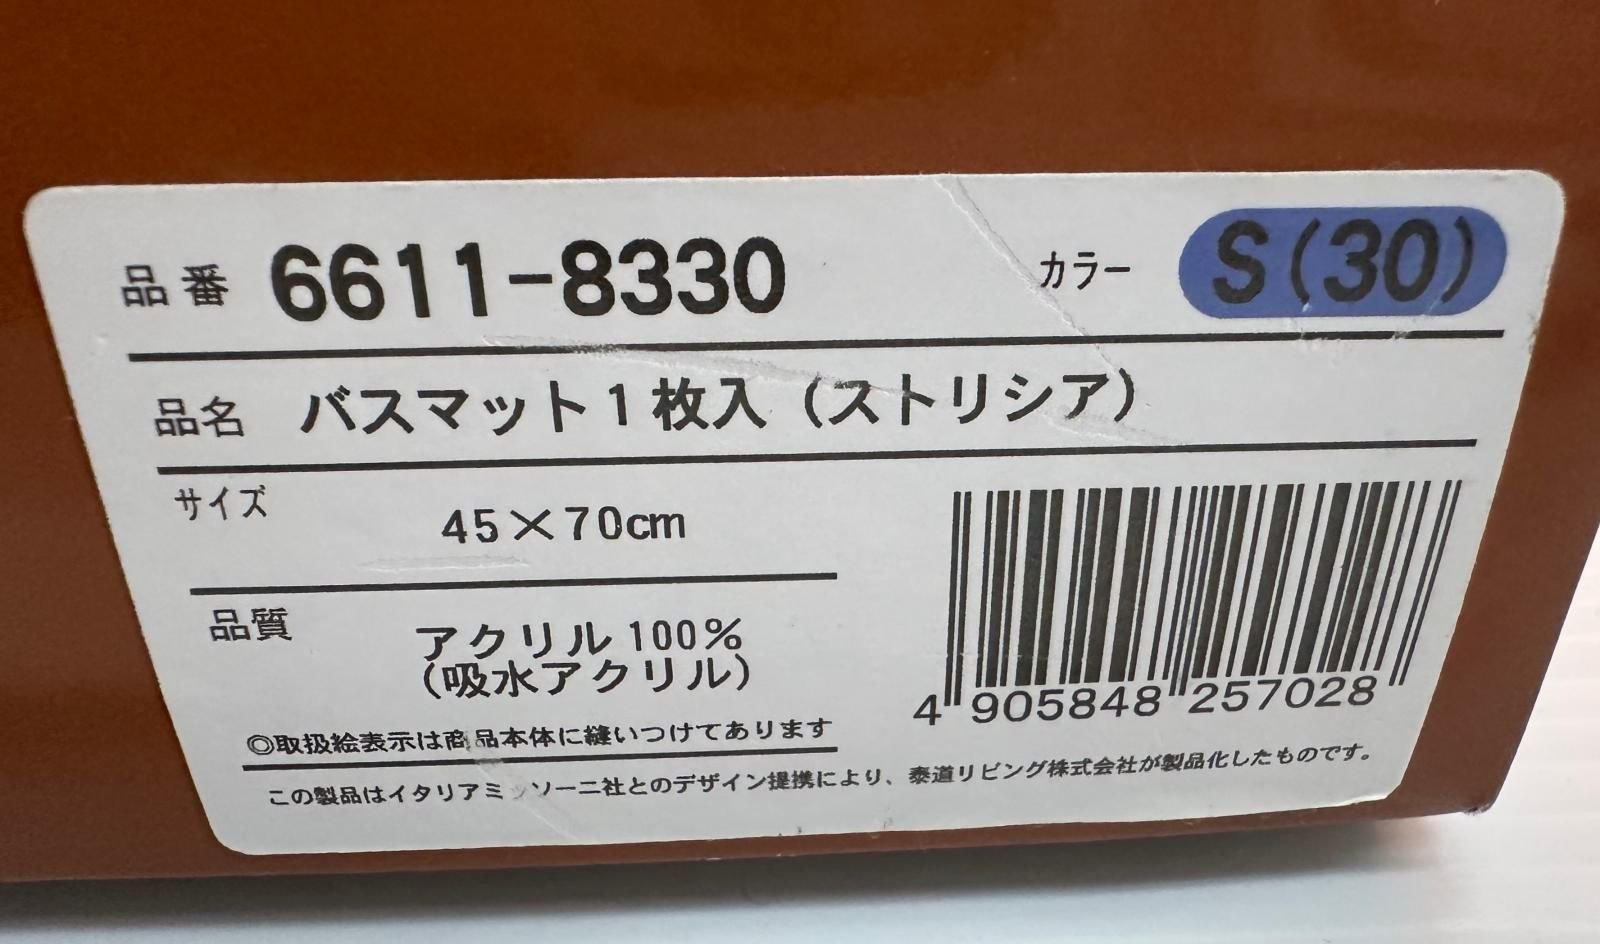 品番 6611-8330 カラー S(30)
品名 バスマット1枚入(ストリシア)
サイズ 45×70cm
品質 アクリル100%
(吸水アクリル)
◎取扱絵表示は商品本体に縫いつけてあります
4 905848 257028
この製品はイタリアミッソーニ社とのデザイン提携により、泰道リビング株式会社が製品化したものです。